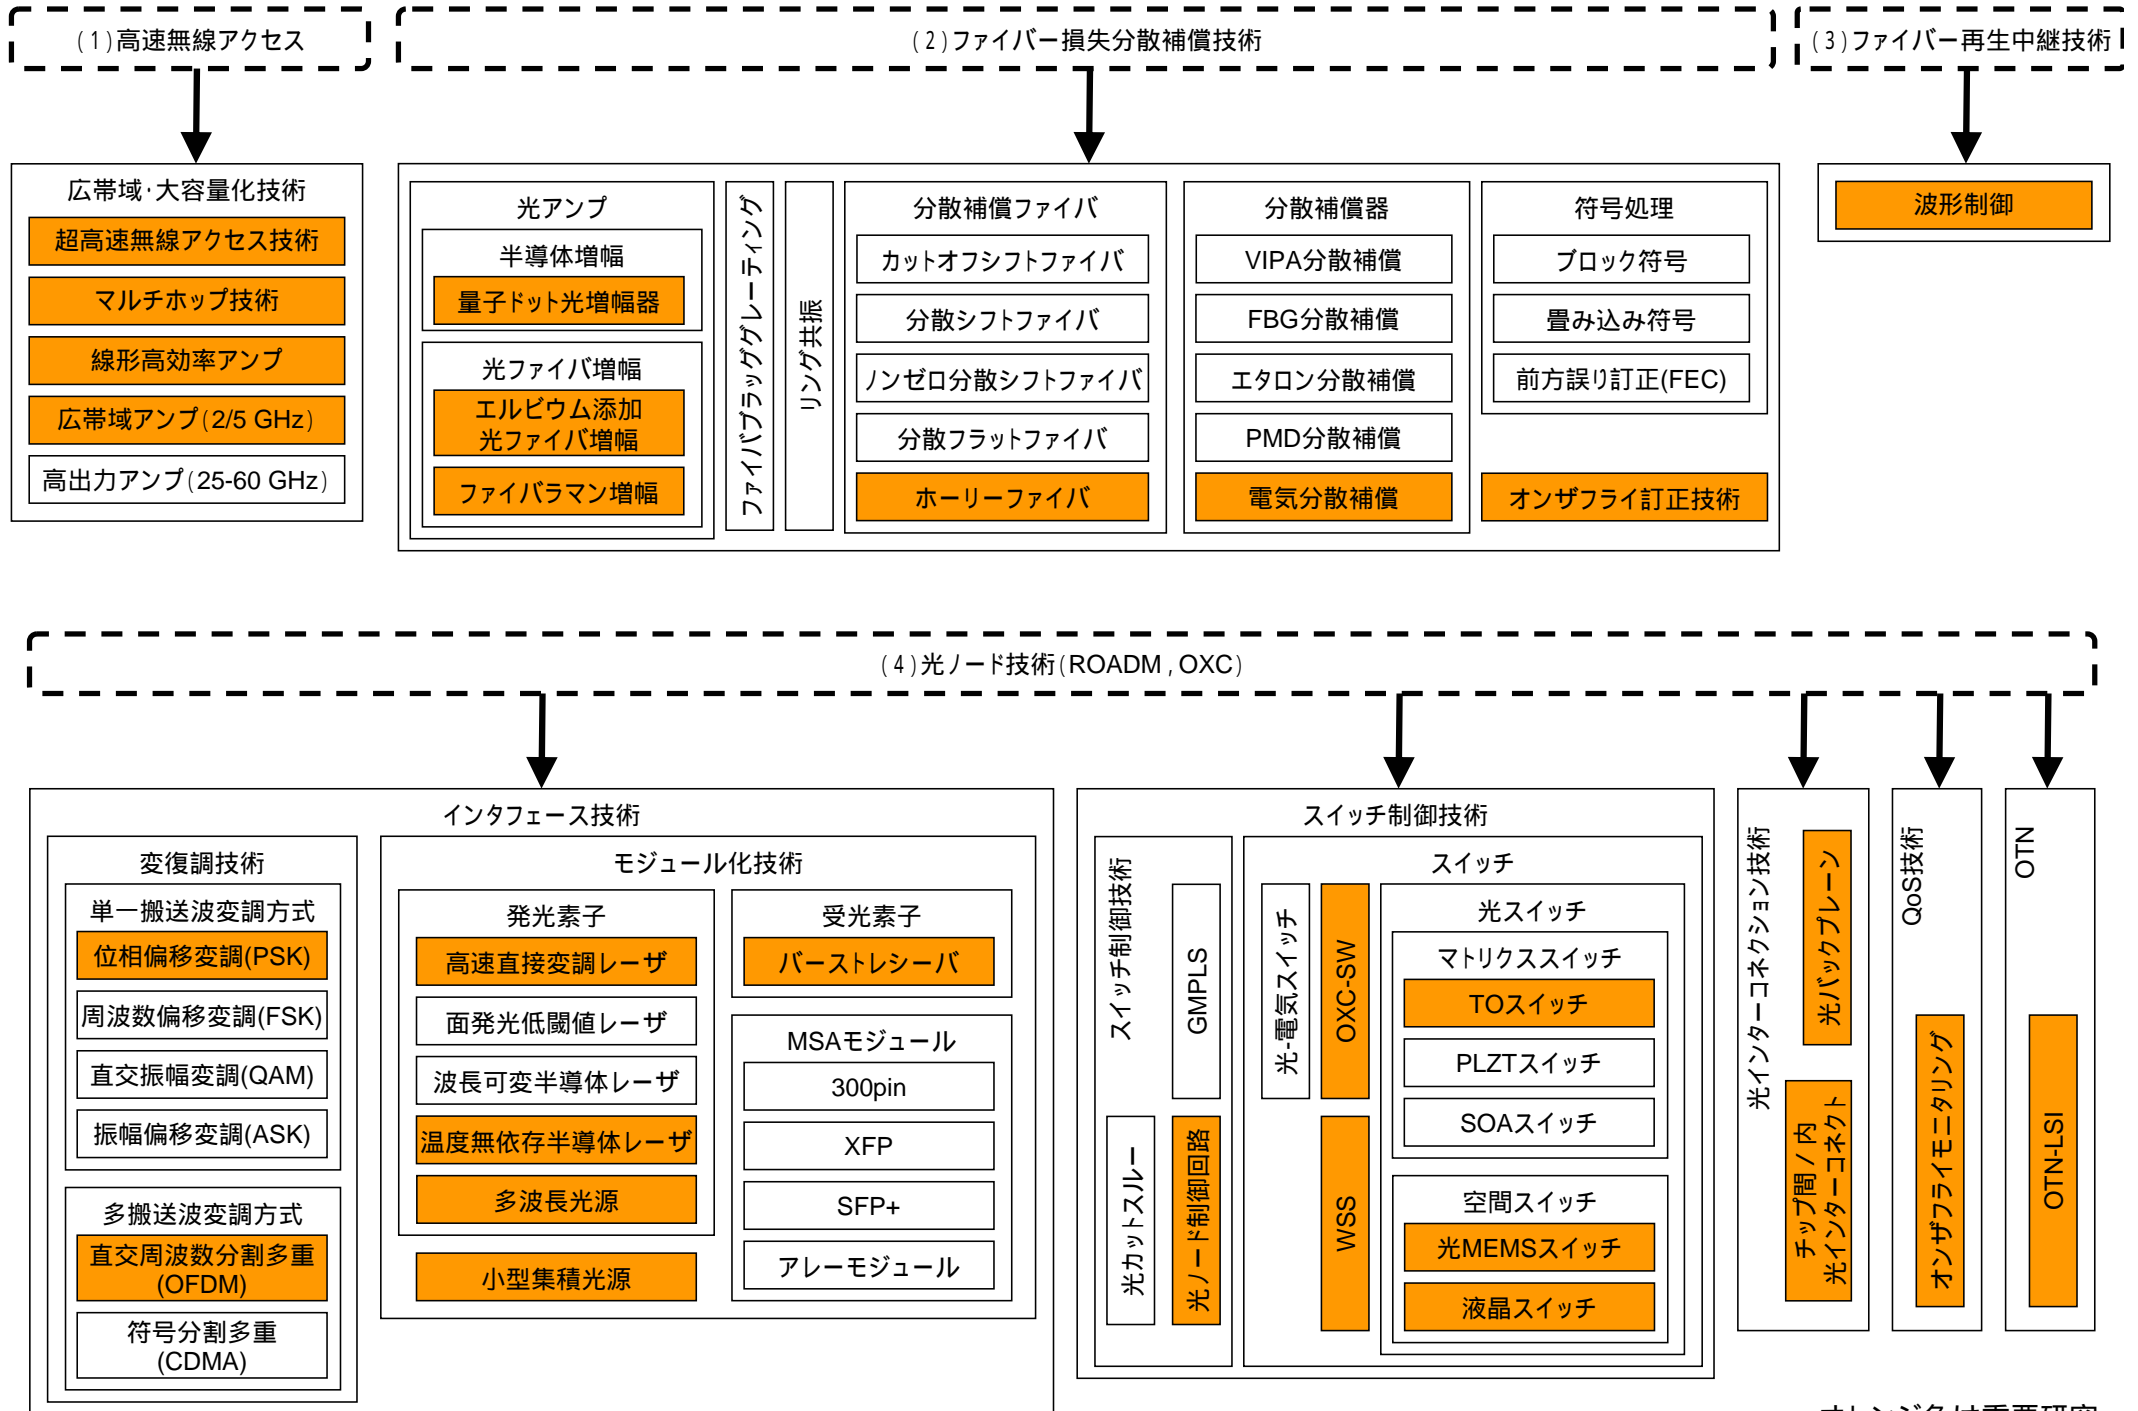 (1)高速無線アクセス
(2)ファイバー損失分散補償技術
(3)ファイバー再生中継技術
広帯域・大容量化技術
超高速無線アクセス技術
マルチホップ技術
線形高効率アンプ
広帯域アンプ(2/5 GHz)
高出力アンプ(25-60 GHz)
光アンプ
半導体増幅
量子ドット光増幅器
光ファイバ増幅
エルビウム添加
光ファイバ増幅
ファイバラマン増幅
ファイバブラッググレーティング
リング共振
分散補償ファイバ
カットオフシフトファイバ
分散シフトファイバ
ノンゼロ分散シフトファイバ
分散フラットファイバ
ホーリーファイバ
分散補償器
VIPA分散補償
FBG分散補償
エタロン分散補償
PMD分散補償
電気分散補償
符号処理
ブロック符号
畳み込み符号
前方誤り訂正(FEC)
オンザフライ訂正技術
波形制御
(4)光ノード技術(ROADM, OXC)
インタフェース技術
変復調技術
単一搬送波変調方式
位相偏移変調(PSK)
周波数偏移変調(FSK)
直交振幅変調(QAM)
振幅偏移変調(ASK)
多搬送波変調方式
直交周波数分割多重
(OFDM)
符号分割多重
(CDMA)
モジュール化技術
発光素子
高速直接変調レーザ
面発光低閾値レーザ
波長可変半導体レーザ
温度無依存半導体レーザ
多波長光源
小型集積光源
受光素子
バーストレシーバ
MSAモジュール
300pin
XFP
SFP+
アレーモジュール
スイッチ制御技術
スイッチ制御技術
GMPLS
光カットスルー
光ノード制御回路
スイッチ
光-電気スイッチ
OXC-SW
WSS
光スイッチ
マトリクススイッチ
TOスイッチ
PLZTスイッチ
SOAスイッチ
空間スイッチ
光MEMSスイッチ
液晶スイッチ
光インターコネクション技術
光バックプレーン
チップ間/内
光インターコネクト
QoS技術
オンザフライモニタリング
OTN
OTN-LSI
オレンジ色は重要研究